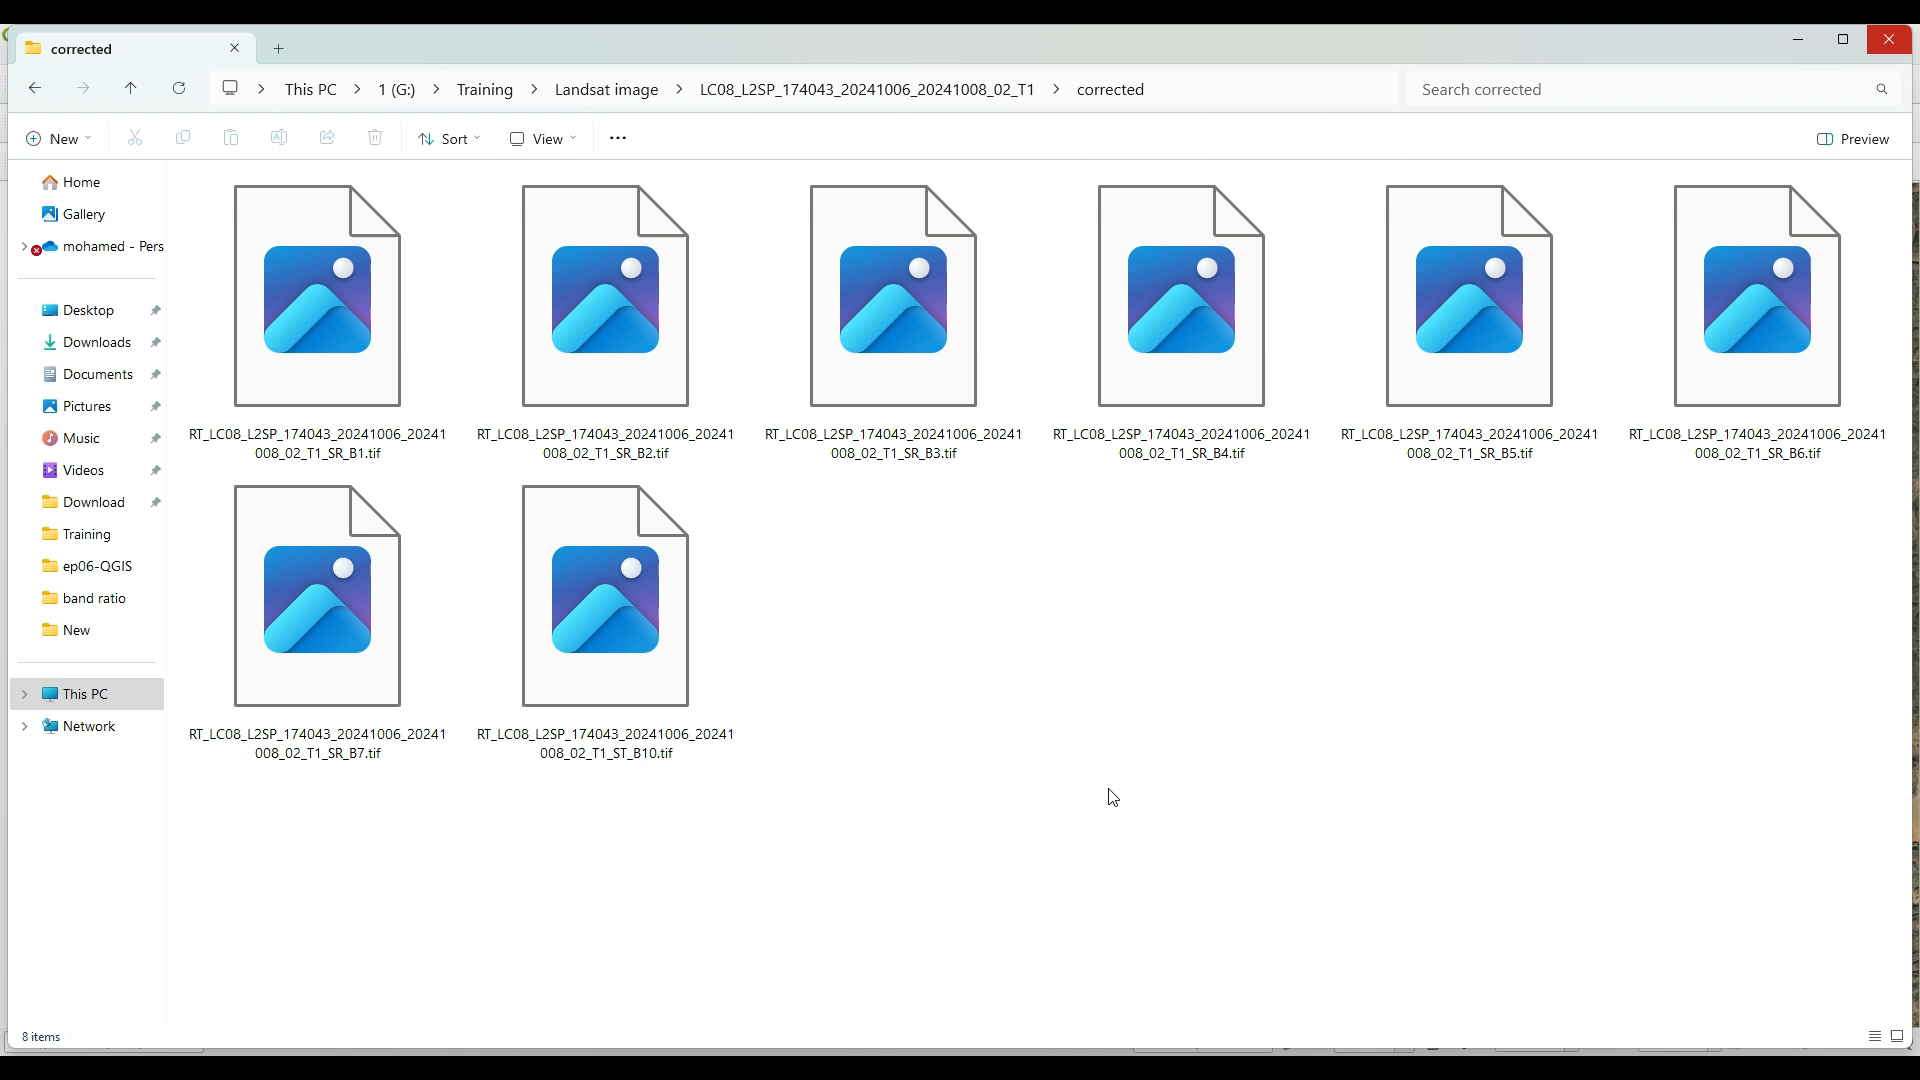 corrected
This PC
1 (G:)
Training
Landsat image
LC08_L2SP_174043_20241006_20241008_02_T1
corrected
Search corrected
New
Sort
View
Preview
Home
Gallery
mohamed - Pers
Desktop
Downloads
Documents
Pictures
Music
Videos
Download
Training
ep06-QGIS
band ratio
New
This PC
Network
RT_LC08_L2SP_174043_20241006_20241
008_02_T1_SR_B1.tif
RT_LC08_L2SP_174043_20241006_20241
008_02_T1_SR_B2.tif
RT_LC08_L2SP_174043_20241006_20241
008_02_T1_SR_B3.tif
RT_LC08_L2SP_174043_20241006_20241
008_02_T1_SR_B4.tif
RT_LC08_L2SP_174043_20241006_20241
008_02_T1_SR_B5.tif
RT_LC08_L2SP_174043_20241006_20241
008_02_T1_SR_B6.tif
RT_LC08_L2SP_174043_20241006_20241
008_02_T1_SR_B7.tif
RT_LC08_L2SP_174043_20241006_20241
008_02_T1_ST_B10.tif
8 items